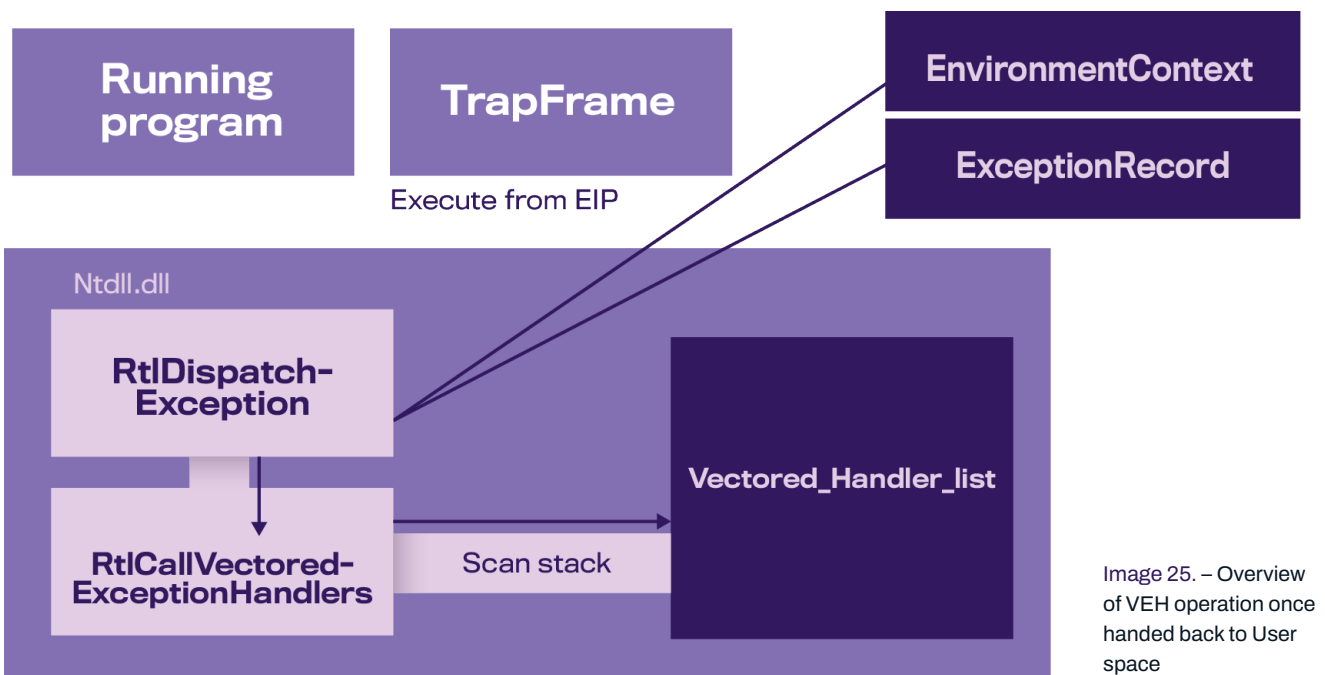 Running
program
TrapFrame
Execute from EIP
EnvironmentContext
ExceptionRecord
Ntdll.dll
RtlDispatch-
Exception
RtlCallVectored-
ExceptionHandlers
Scan stack
Vectored_Handler_list
Image 25. – Overview
of VEH operation once
handed back to User
space